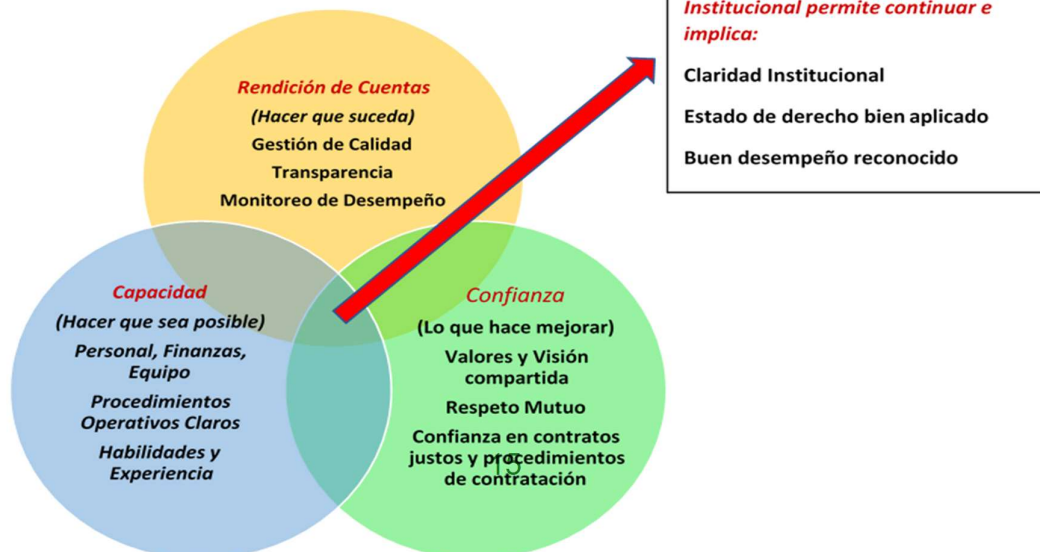 Institucional permite continuar e
implica:
Claridad Institucional
Estado de derecho bien aplicado
Buen desempeño reconocido
Rendición de Cuentas
(Hacer que suceda)
Gestión de Calidad
Transparencia
Monitoreo de Desempeño
Capacidad
(Hacer que sea posible)
Personal, Finanzas,
Equipo
Procedimientos
Operativos Claros
Habilidades y
Experiencia
Confianza
(Lo que hace mejorar)
Valores y Visión
compartida
Respeto Mutuo
Confianza en contratos
justos y procedimientos
de contratación
15